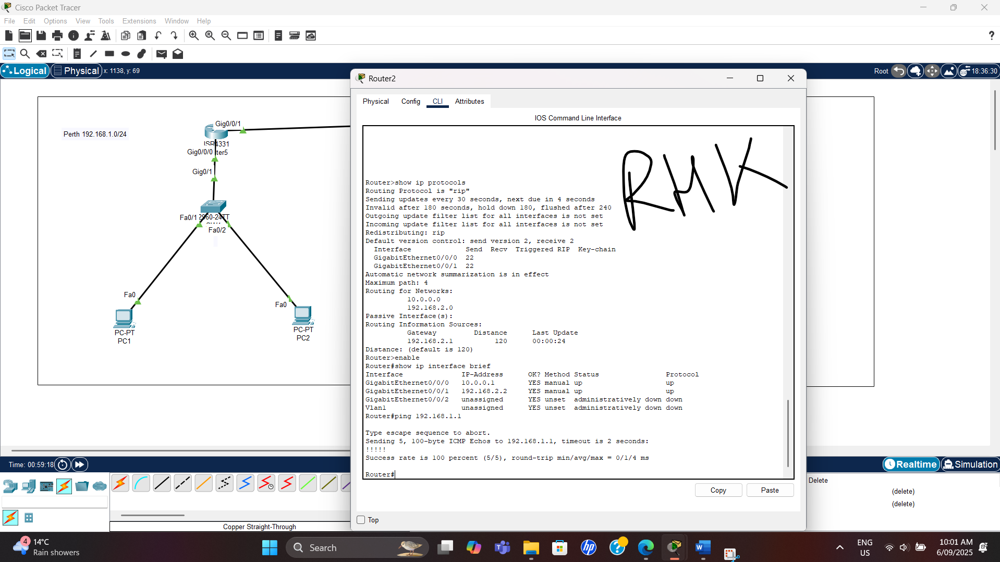 Cisco Packet Tracer
File Edit Options View Tools Extensions Window Help
?
Logical Physical x: 1138, y: 69
Root 18:36:30
Perth 192.168.1.0/24
Gig0/0/1
ISR4331
Gig0/0/0 ter5
Gig0/1
Fa0/1 2960-24TT
Fa0/2
Fa0
Fa0
PC-PT
PC1
PC-PT
PC2
Router2
Physical Config CLI Attributes
IOS Command Line Interface
RMK
Router>show ip protocols
Routing Protocol is "rip"
Sending updates every 30 seconds, next due in 4 seconds
Invalid after 180 seconds, hold down 180, flushed after 240
Outgoing update filter list for all interfaces is not set
Incoming update filter list for all interfaces is not set
Redistributing: rip
Default version control: send version 2, receive 2
Interface Send Recv Triggered RIP Key-chain
GigabitEthernet0/0/0 22
GigabitEthernet0/0/1 22
Automatic network summarization is in effect
Maximum path: 4
Routing for Networks:
10.0.0.0
192.168.2.0
Passive Interface(s):
Routing Information Sources:
Gateway Distance Last Update
192.168.2.1 120 00:00:24
Distance: (default is 120)
Router>enable
Router#show ip interface brief
Interface IP-Address OK? Method Status Protocol
GigabitEthernet0/0/0 10.0.0.1 YES manual up up
GigabitEthernet0/0/1 192.168.2.2 YES manual up up
GigabitEthernet0/0/2 unassigned YES unset administratively down down
Vlan1 unassigned YES unset administratively down down
Router#ping 192.168.1.1
Type escape sequence to abort.
Sending 5, 100-byte ICMP Echos to 192.168.1.1, timeout is 2 seconds:
!!!!!
Success rate is 100 percent (5/5), round-trip min/avg/max = 0/1/4 ms
Router#
Copy Paste
Top
Time: 00:59:18
Realtime Simulation
Delete
(delete)
(delete)
Copper Straight-Through
4
14°C
Rain showers
Search
ENG
US
10:01 AM
6/09/2025